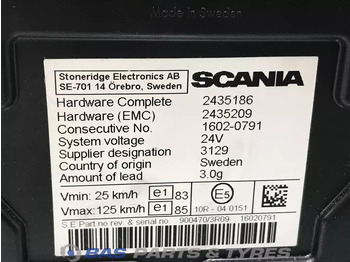 Made in Sweden
Stoneridge Electronics AB
SE-701 14 Örebro, Sweden
SCANIA
Hardware Complete 2435186
Hardware (EMC) 2435209
Consecutive No. 1602-0791
System voltage 24V
Supplier designation 3129
Country of origin Sweden
Amount of lead 3.0g
Vmin: 25 km/h e1 83
Vmax: 125 km/h e1 85
E5
10R - 04 0151
S.E Part no rev. & serial no 900470/3R09 16020791
BAS PARTS & TYRES